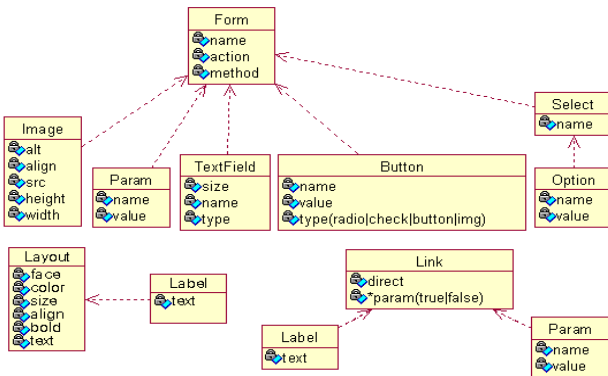 Form
name
action
method
Image
alt
align
src
height
width
Param
name
value
TextField
size
name
type
Button
name
value
type(radio|check|button|img)
Select
name
Option
name
value
Layout
face
color
size
align
bold
text
Label
text
Link
direct
*param(true|false)
Label
text
Param
name
value